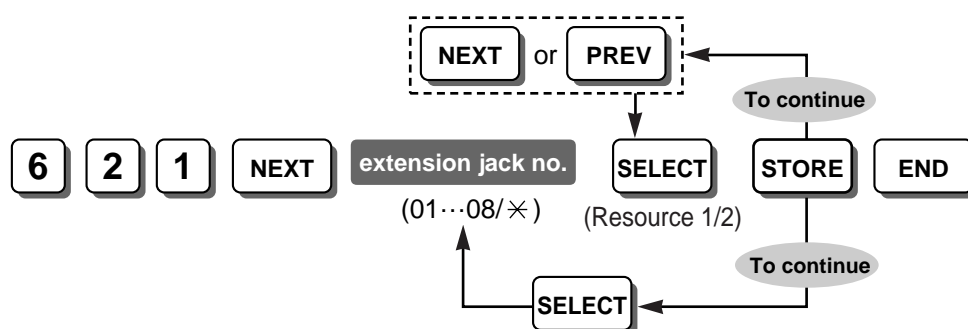 NEXT or PREV
To continue
6 2 1 NEXT extension jack no. SELECT STORE END
(01···08/✳)
(Resource 1/2)
To continue
SELECT